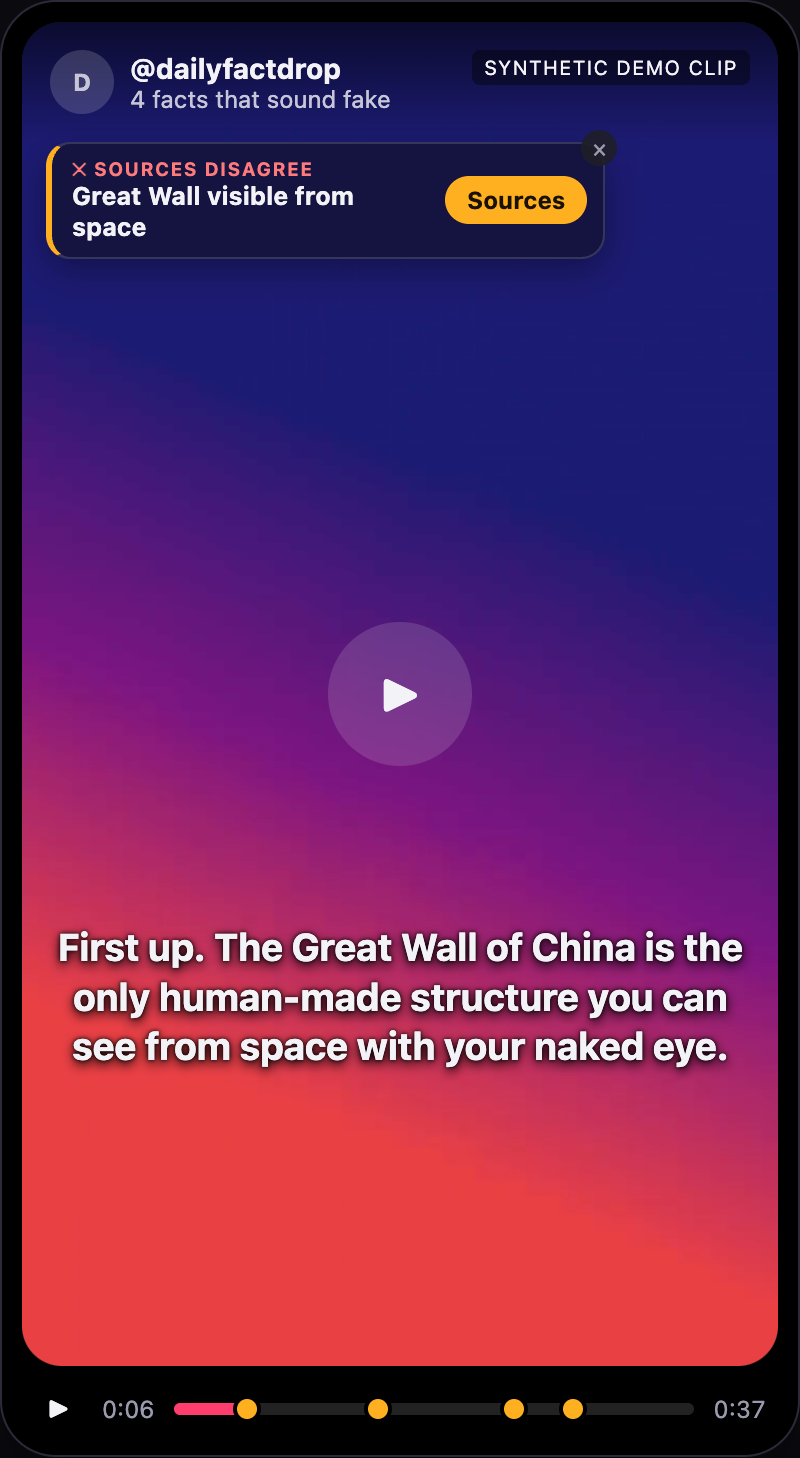 D
@dailyfactdrop
4 facts that sound fake
SYNTHETIC DEMO CLIP
× SOURCES DISAGREE
Great Wall visible from
space
Sources
×
First up. The Great Wall of China is the
only human-made structure you can
see from space with your naked eye.
0:06
0:37